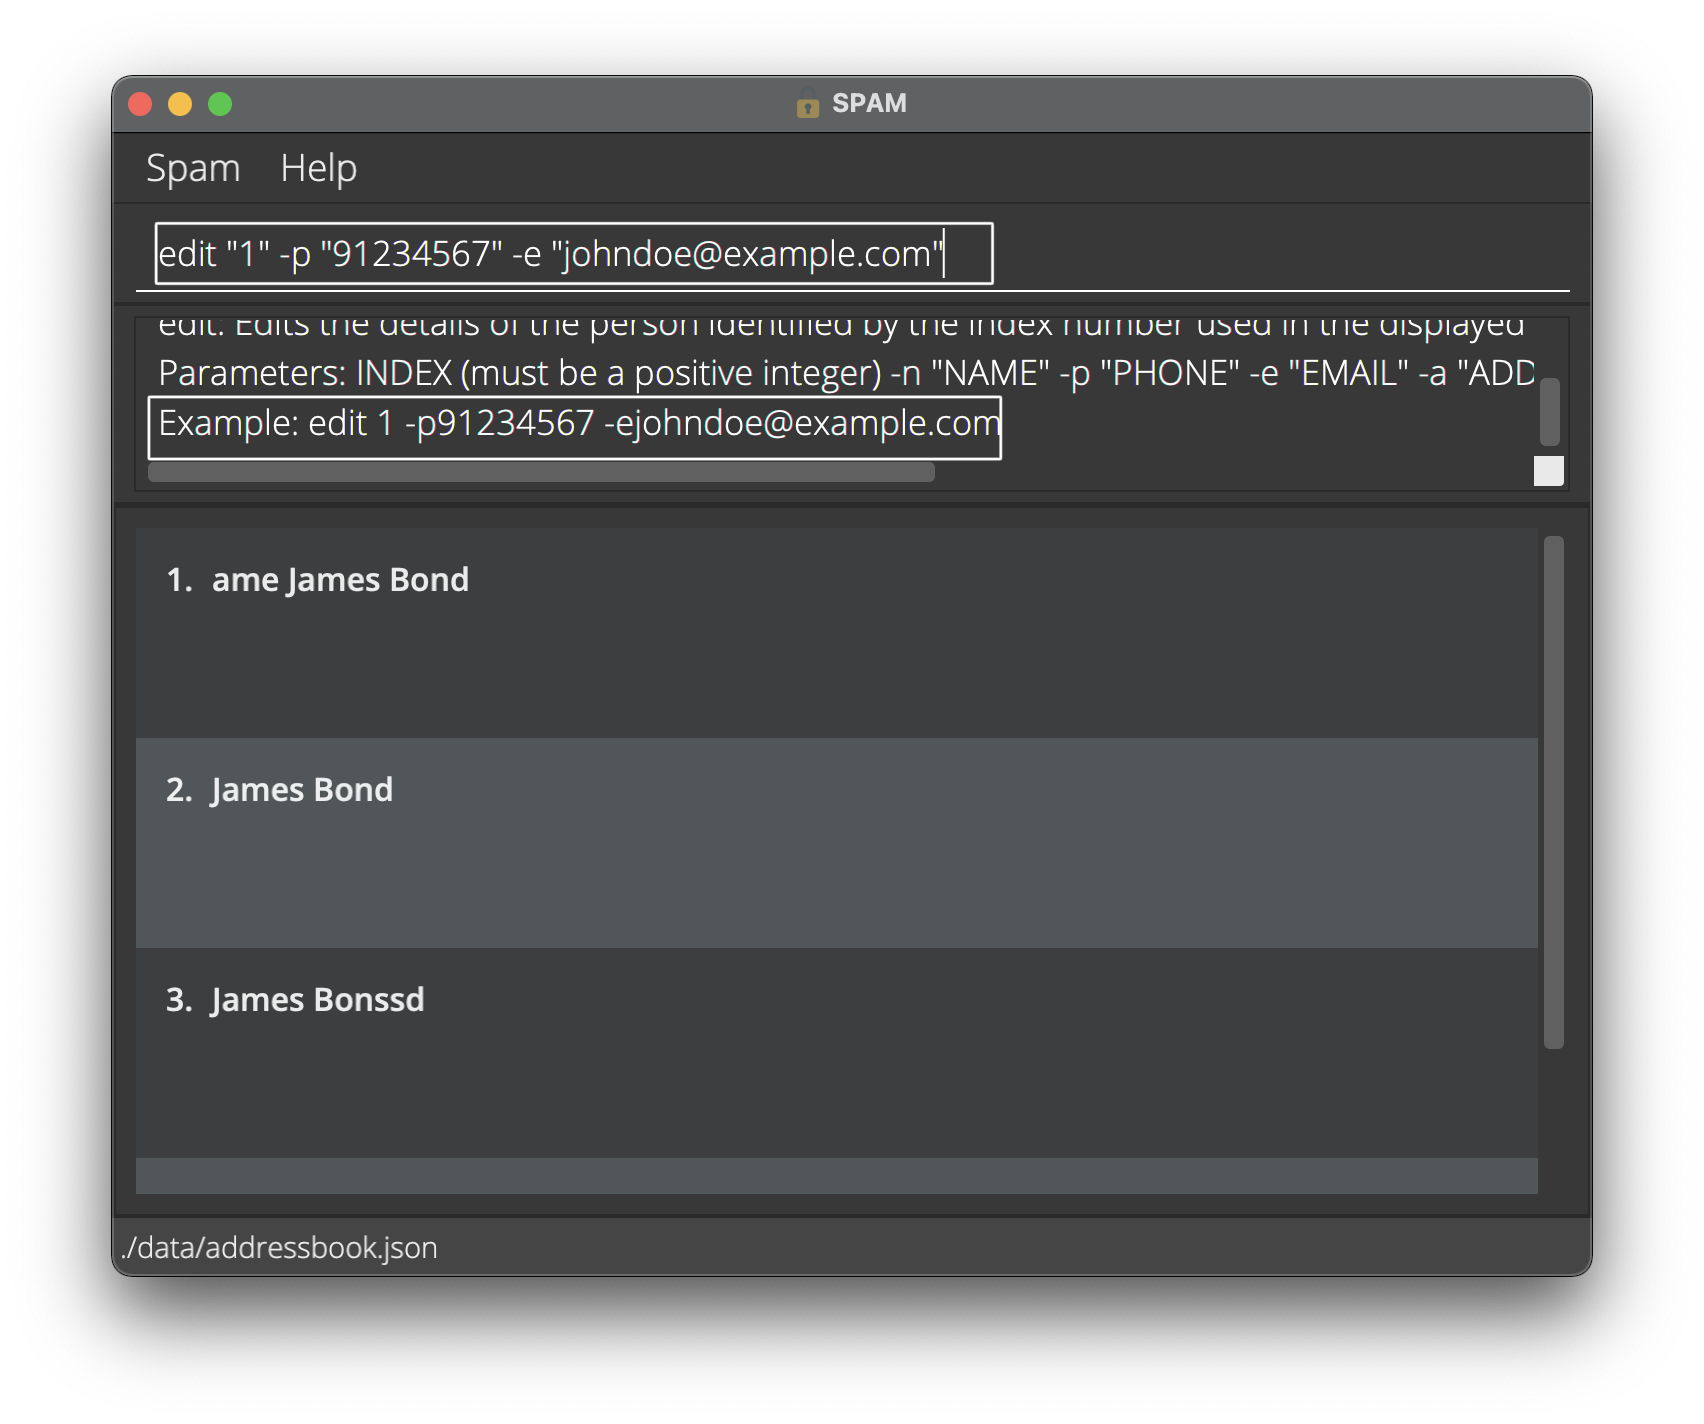 SPAM
Spam Help
edit "1" -p "91234567" -e "johndoe@example.com"
edit: Edits the details of the person identified by the index number used in the displayed
Parameters: INDEX (must be a positive integer) -n "NAME" -p "PHONE" -e "EMAIL" -a "ADD
Example: edit 1 -p91234567 -ejohndoe@example.com
1. ame James Bond
2. James Bond
3. James Bonssd
./data/addressbook.json